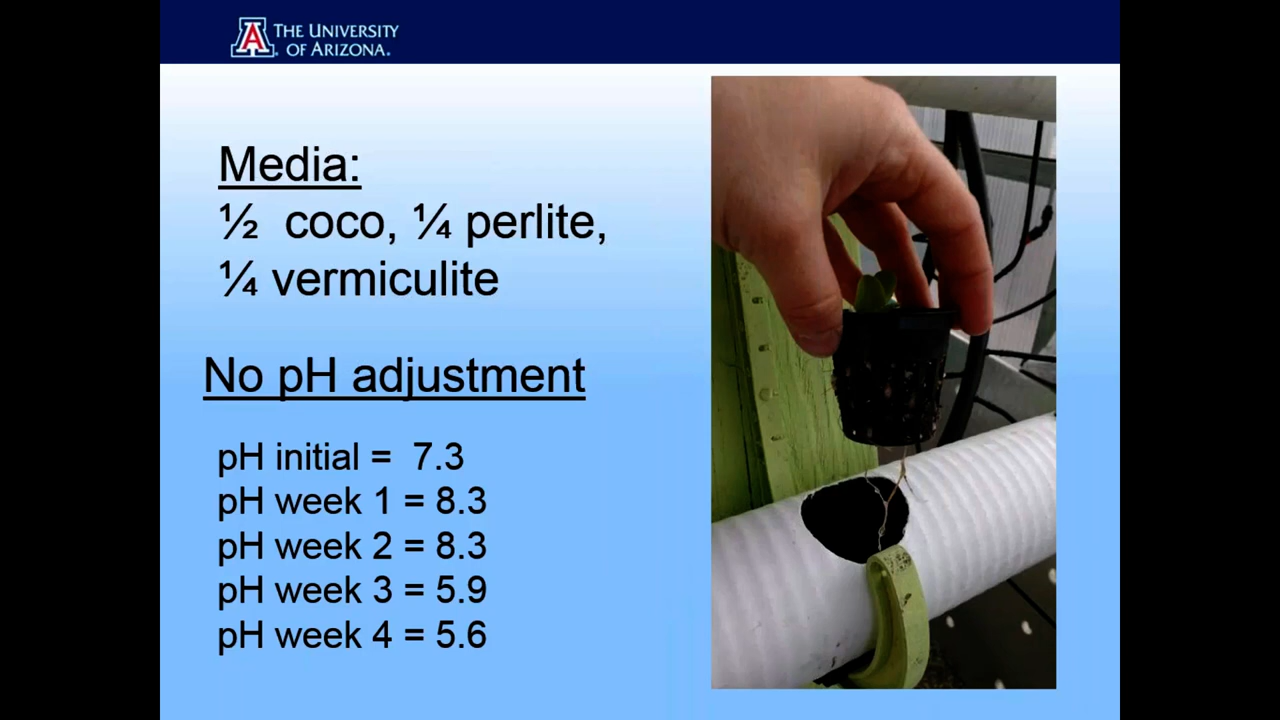 THE UNIVERSITY
OF ARIZONA.
Media:
½ coco, ¼ perlite,
¼ vermiculite
No pH adjustment
pH initial = 7.3
pH week 1 = 8.3
pH week 2 = 8.3
pH week 3 = 5.9
pH week 4 = 5.6